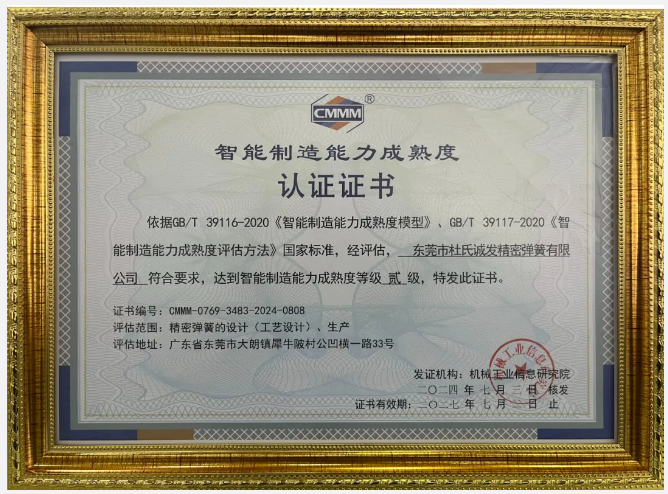 CMMM®
智能制造能力成熟度
认证证书
依据GB/T 39116-2020《智能制造能力成熟度模型》、GB/T 39117-2020《智
能制造能力成熟度评估方法》国家标准，经评估， 东莞市杜氏诚发精密弹簧有限
公司 符合要求，达到智能制造能力成熟度等级 贰 级，特发此证书。
证书编号：CMMM-0769-3483-2024-0808
评估范围：精密弹簧的设计（工艺设计）、生产
评估地址：广东省东莞市大朗镇犀牛陂村公凹横一路33号
发证机构：机械工业信息研究院
二〇二四 年 七 月 三 日 核发
证书有效期：二〇二七 年 七 月 二 日 止